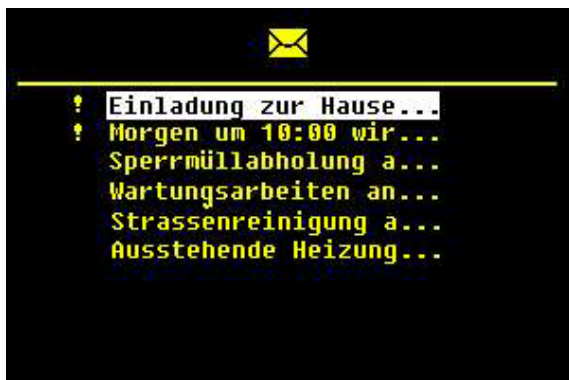 ! Einladung zur Hause...
! Morgen um 10:00 wir...
Sperrmüllabholung a...
Wartungsarbeiten an...
Strassenreinigung a...
Ausstehende Heizung...